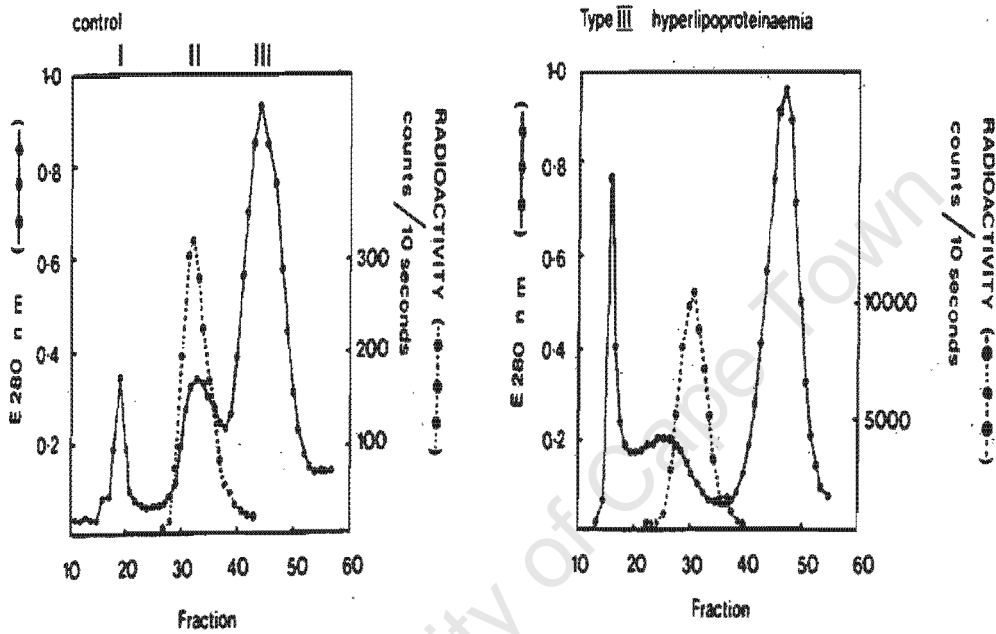 control
I II III
1·0
0·8
0·6
0·4
0·2
E 280 n m
10 20 30 40 50 60
Fraction
300
200
100
RADIOACTIVITY
counts / 10 seconds
Type III hyperlipoproteinaemia
1·0
0·8
0·6
0·4
0·2
E 280 n m
10 20 30 40 50 60
Fraction
10000
5000
RADIOACTIVITY
counts / 10 seconds
University of Cape Town